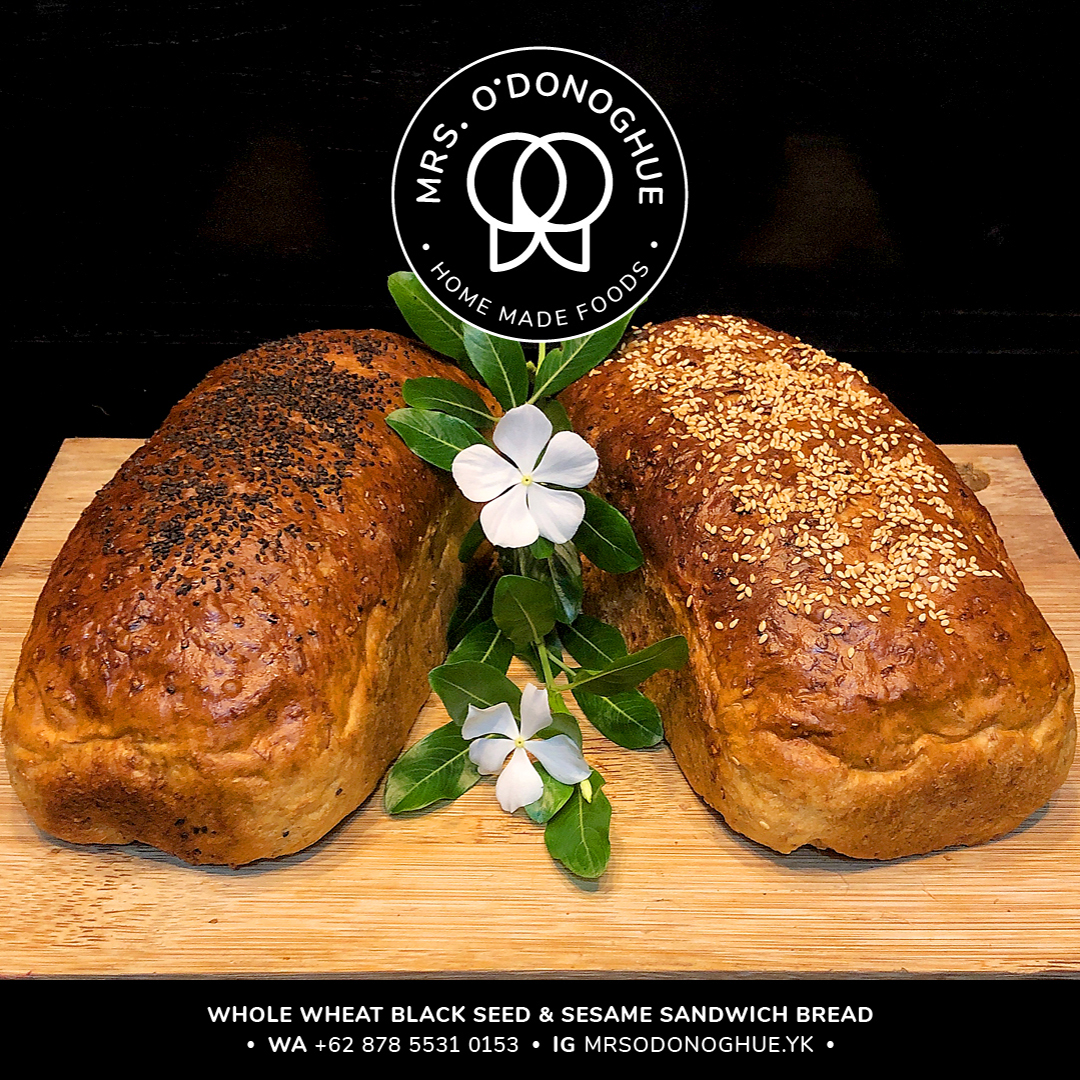 MRS. O'DONOGHUE
• HOME MADE FOODS •
WHOLE WHEAT BLACK SEED & SESAME SANDWICH BREAD
• WA +62 878 5531 0153 • IG MRSODONOGHUE.YK •